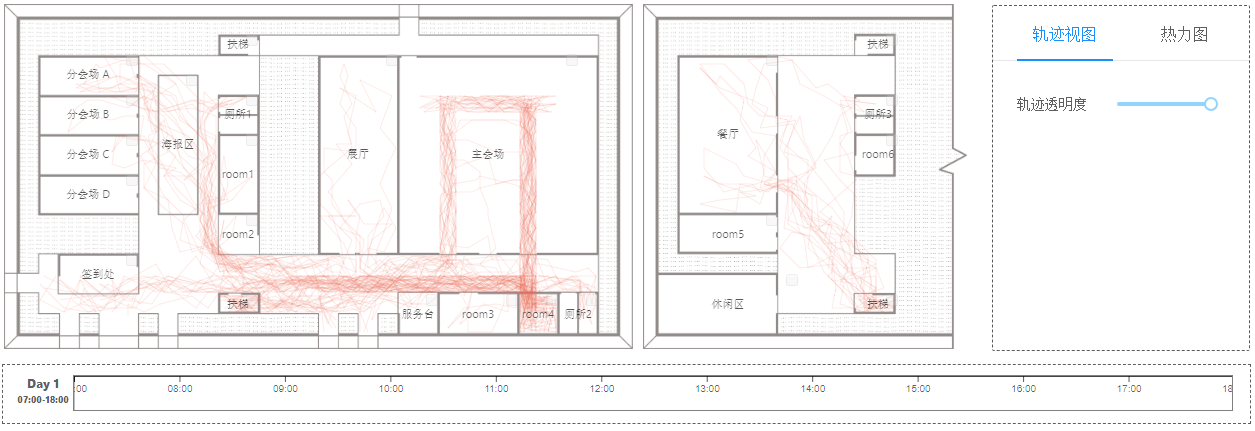 扶梯
分会场 A
分会场 B
分会场 C
分会场 D
海报区
厕所1
room1
room2
展厅
主会场
签到处
扶梯
服务台
room3
room4
厕所2
扶梯
餐厅
厕所3
room6
room5
休闲区
扶梯
轨迹视图
热力图
轨迹透明度
Day 1
07:00-18:00
:00 08:00 09:00 10:00 11:00 12:00 13:00 14:00 15:00 16:00 17:00 18